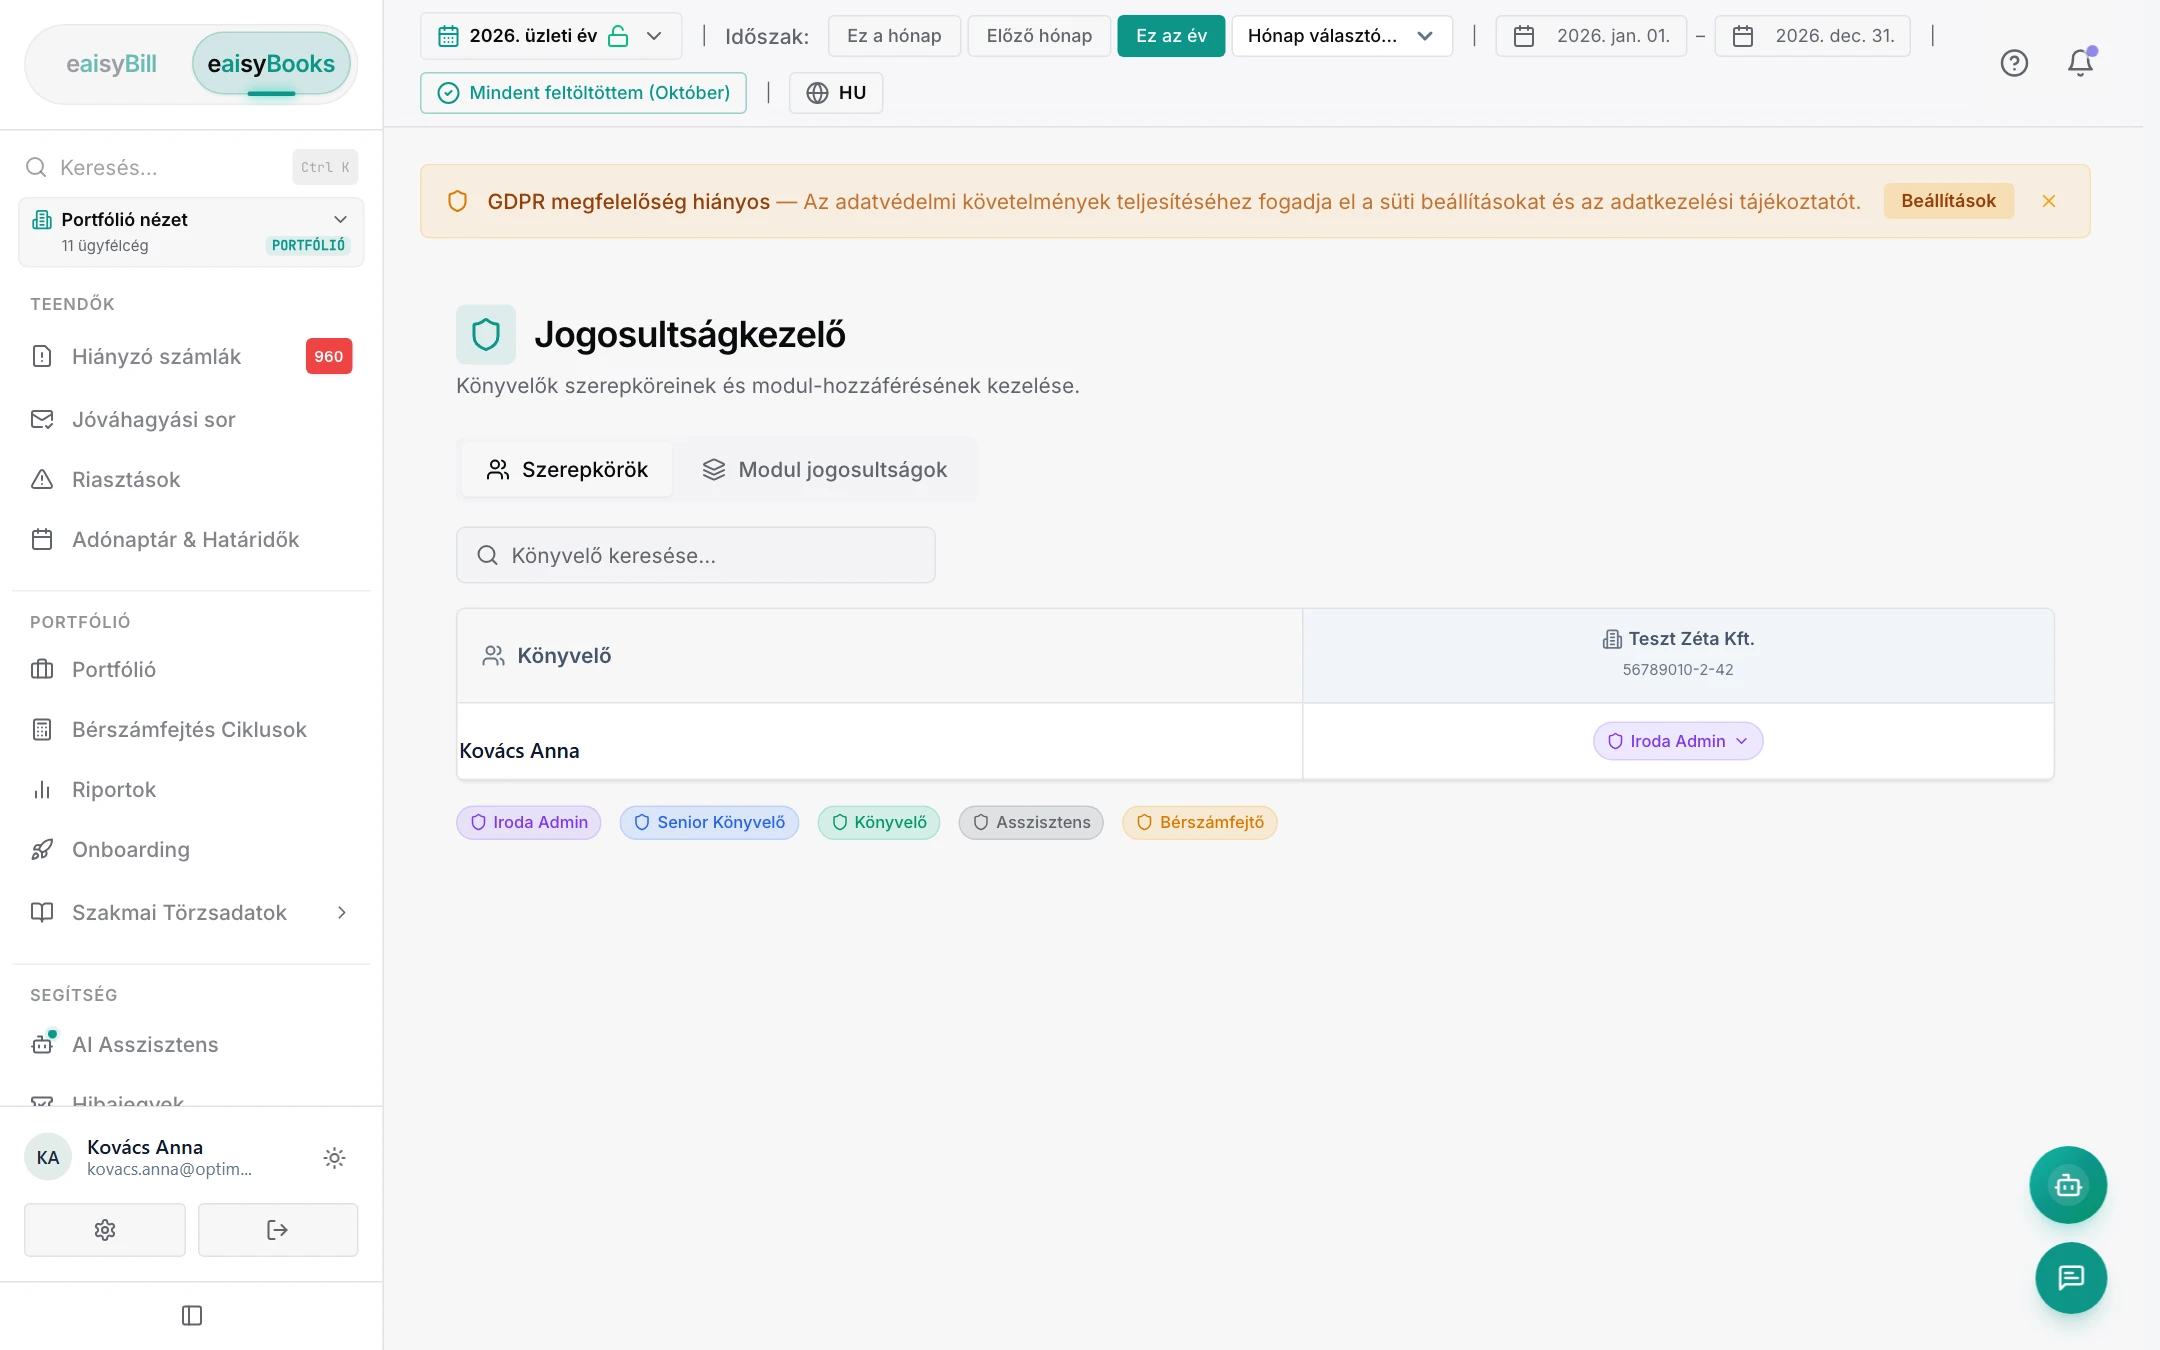 eaisyBill
eaisyBooks
Keresés...
Ctrl K
Portfólió nézet
11 ügyfélcég
PORTFÓLIÓ
TEENDŐK
Hiányzó számlák
960
Jóváhagyási sor
Riasztások
Adónaptár & Határidők
PORTFÓLIÓ
Portfólió
Bérszámfejtés Ciklusok
Riportok
Onboarding
Szakmai Törzsadatok
SEGÍTSÉG
AI Asszisztens
Hibajegyek
KA
Kovács Anna
kovacs.anna@optim...
2026. üzleti év
Időszak:
Ez a hónap
Előző hónap
Ez az év
Hónap választó...
2026. jan. 01.
–
2026. dec. 31.
Mindent feltöltöttem (Október)
HU
GDPR megfelelőség hiányos — Az adatvédelmi követelmények teljesítéséhez fogadja el a süti beállításokat és az adatkezelési tájékoztatót.
Beállítások
Jogosultságkezelő
Könyvelők szerepköreinek és modul-hozzáférésének kezelése.
Szerepkörök
Modul jogosultságok
Könyvelő keresése...
Könyvelő
Teszt Zéta Kft.
56789010-2-42
Kovács Anna
Iroda Admin
Iroda Admin
Senior Könyvelő
Könyvelő
Asszisztens
Bérszámfejtő